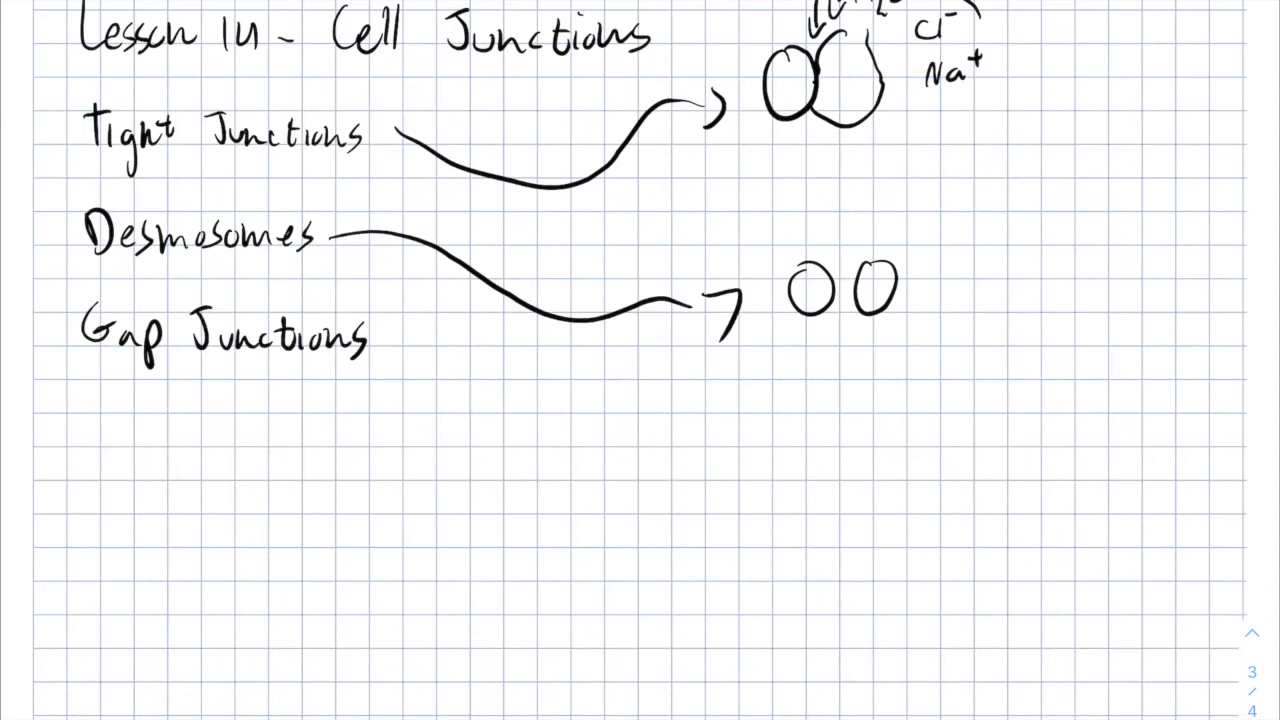 Lesson 14 - Cell Junctions
Cl⁻
Na⁺
Tight Junctions
Desmosomes
Gap Junctions
3
/
4